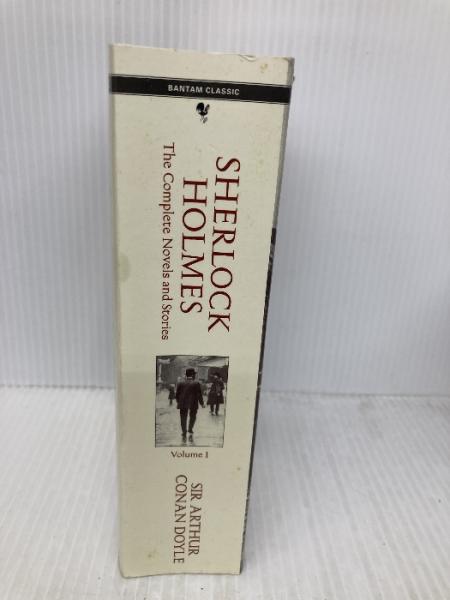 BANTAM CLASSIC
SHERLOCK
HOLMES
The Complete Novels and Stories
Volume I
SIR ARTHUR
CONAN DOYLE